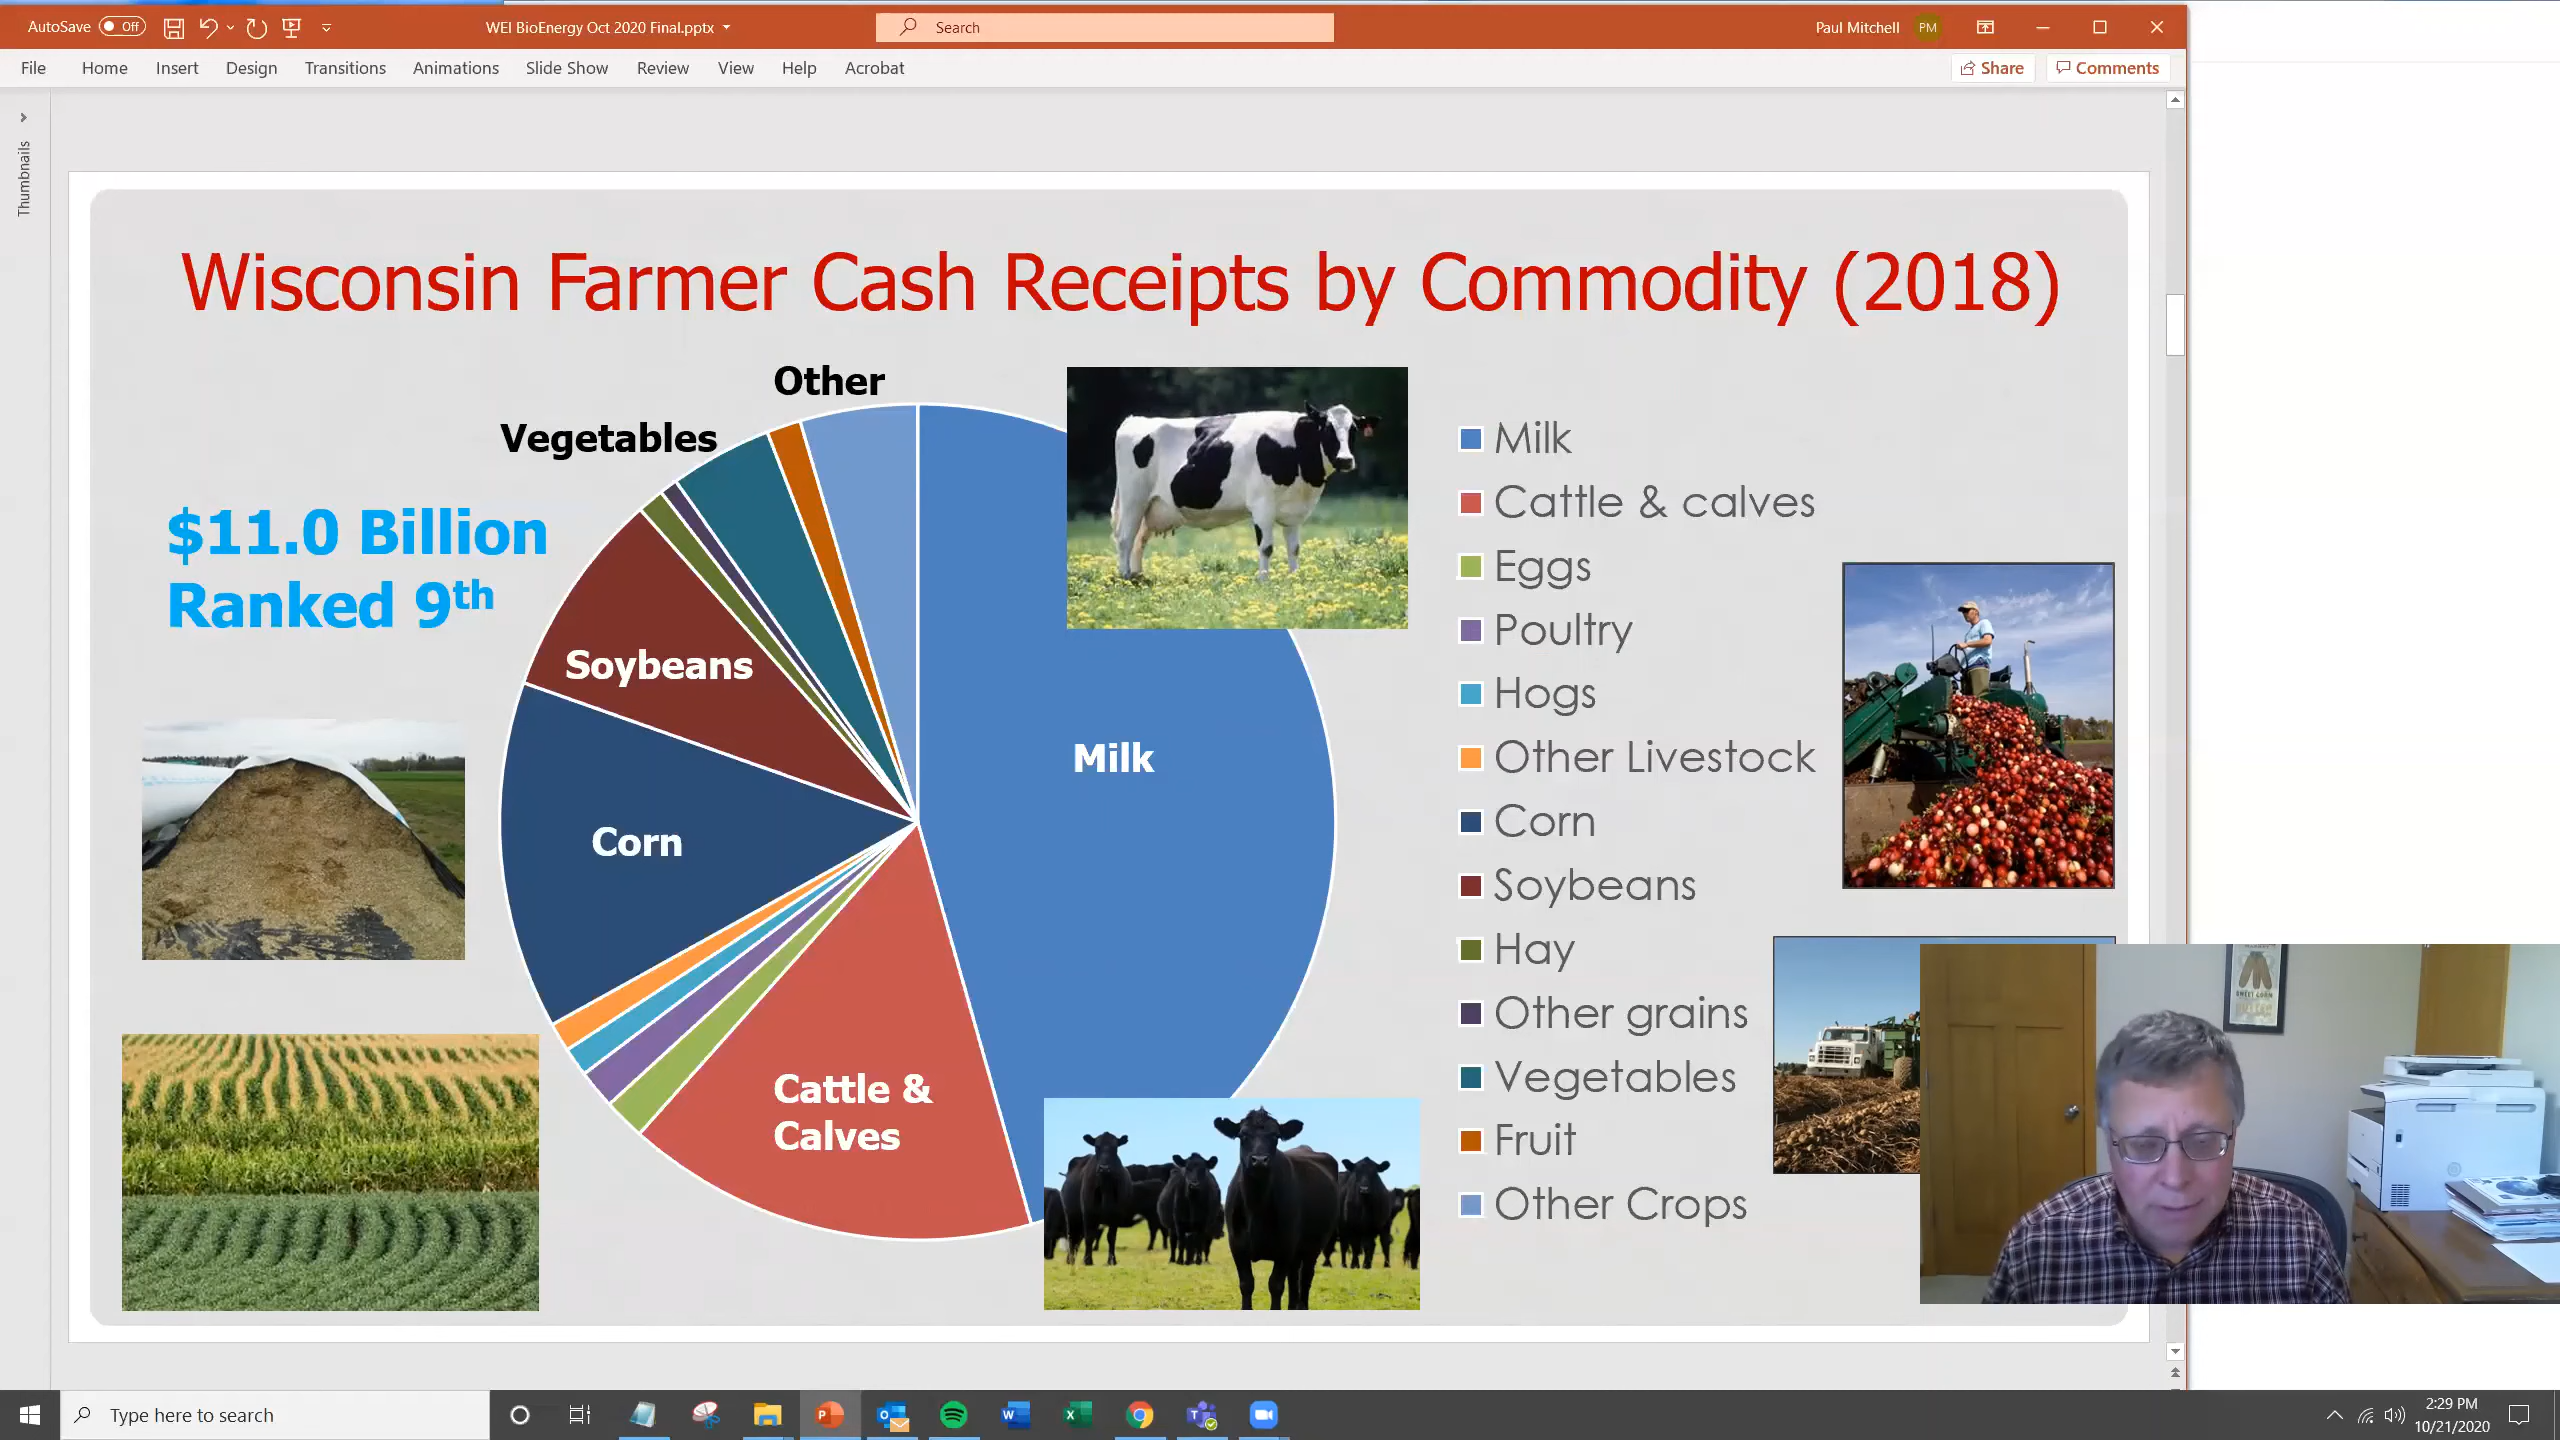 AutoSave Off
WEI BioEnergy Oct 2020 Final.pptx
Search
Paul Mitchell PM
File Home Insert Design Transitions Animations Slide Show Review View Help Acrobat
Share Comments
Thumbnails
Wisconsin Farmer Cash Receipts by Commodity (2018)
$11.0 Billion
Ranked 9th
Other
Vegetables
Soybeans
Corn
Milk
Cattle &
Calves
Milk
Cattle & calves
Eggs
Poultry
Hogs
Other Livestock
Corn
Soybeans
Hay
Other grains
Vegetables
Fruit
Other Crops
SWEET CORN
Type here to search
2:29 PM
10/21/2020